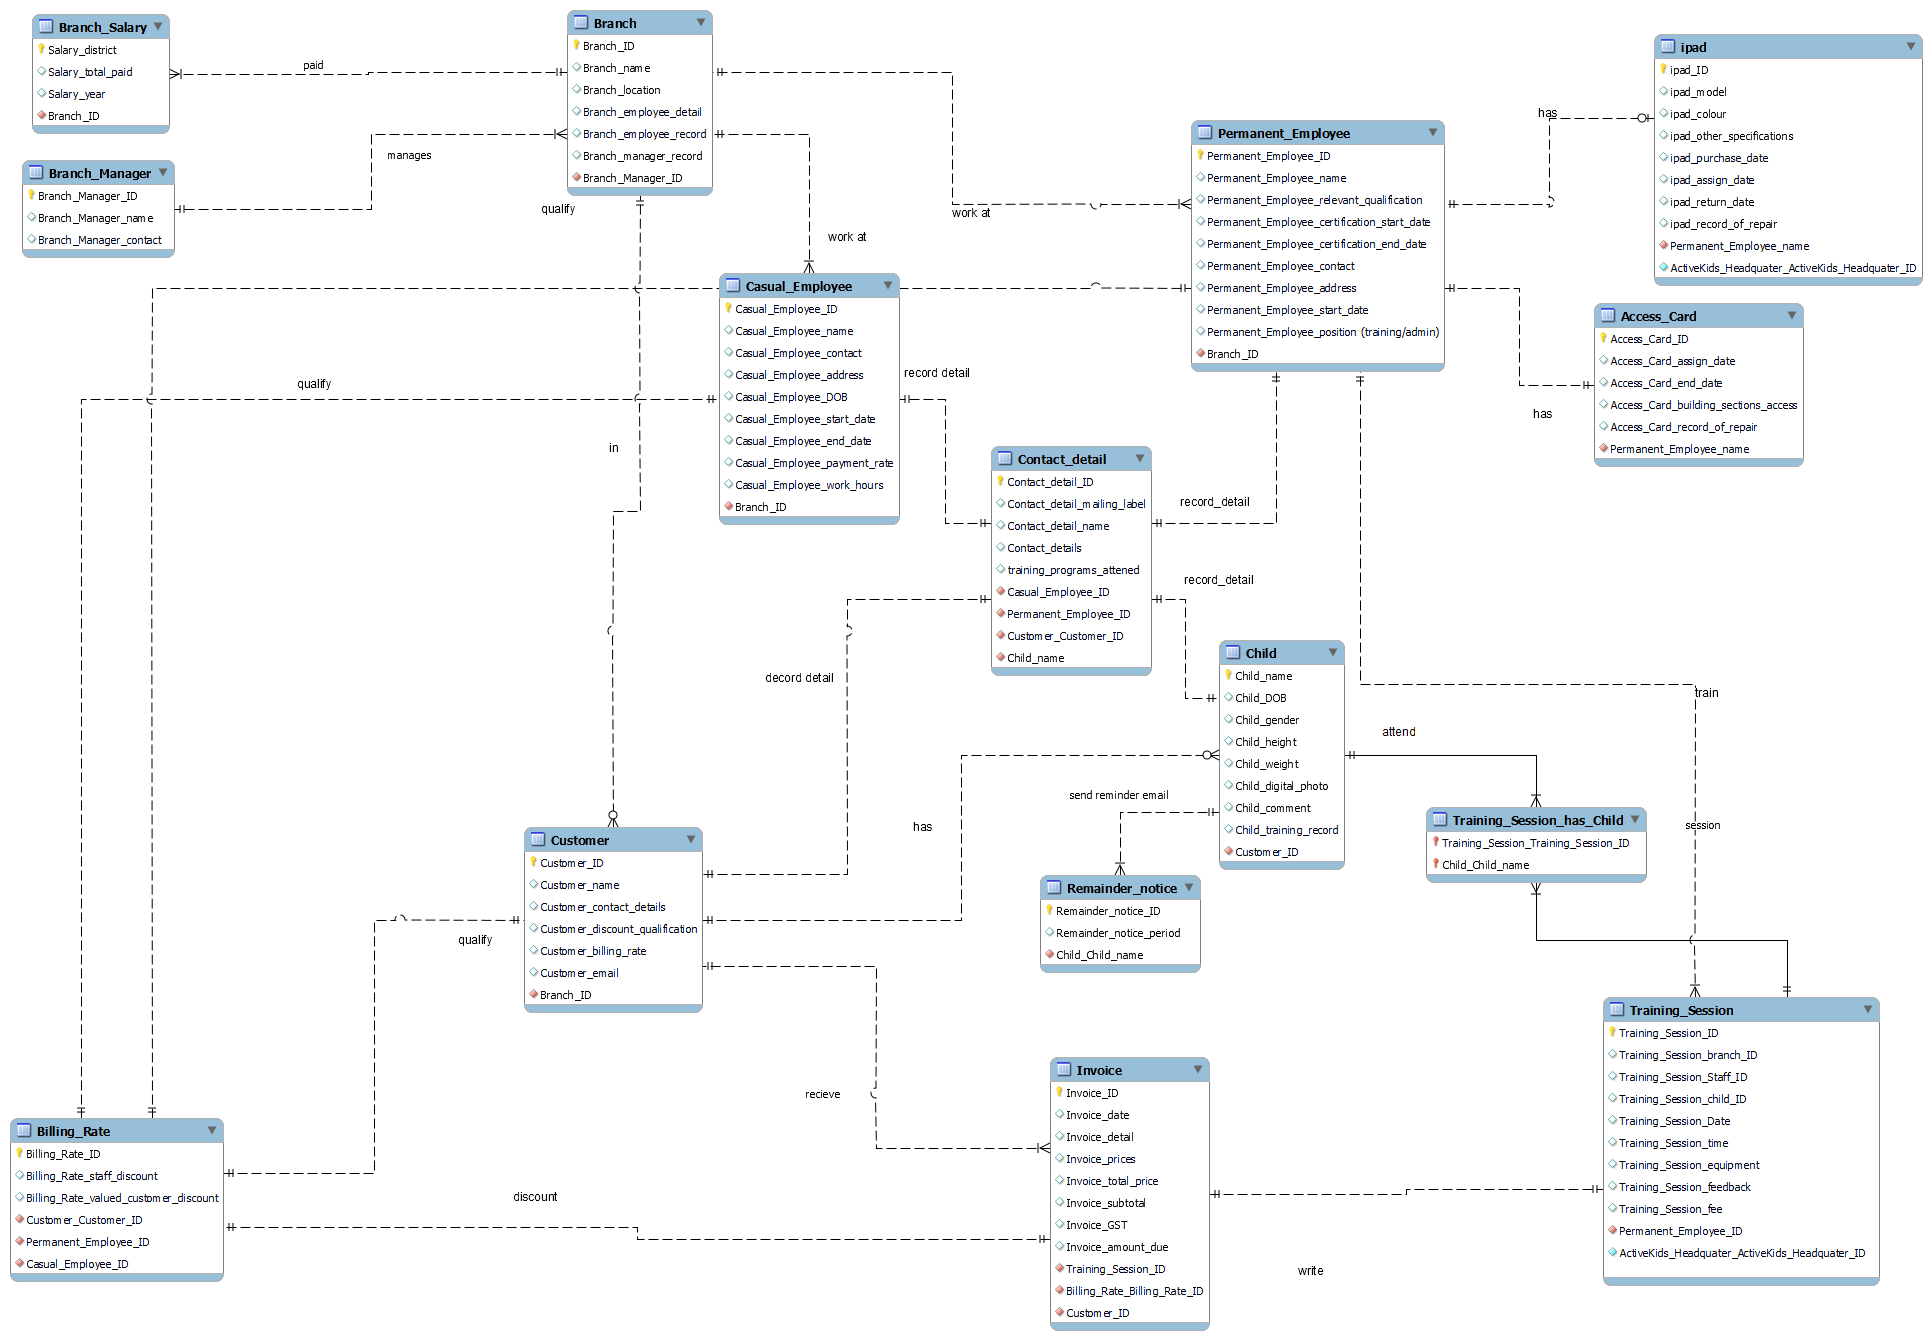 Branch_Salary
Salary_district
Salary_total_paid
Salary_year
Branch_ID
paid
Branch
Branch_ID
Branch_name
Branch_location
Branch_employee_detail
Branch_employee_record
Branch_manager_record
Branch_Manager_ID
Branch_Manager
Branch_Manager_ID
Branch_Manager_name
Branch_Manager_contact
manages
qualify
work at
work at
Permanent_Employee
Permanent_Employee_ID
Permanent_Employee_name
Permanent_Employee_relevant_qualification
Permanent_Employee_certification_start_date
Permanent_Employee_certification_end_date
Permanent_Employee_contact
Permanent_Employee_address
Permanent_Employee_start_date
Permanent_Employee_position (training/admin)
Branch_ID
has
ipad
ipad_ID
ipad_model
ipad_colour
ipad_other_specifications
ipad_purchase_date
ipad_assign_date
ipad_return_date
ipad_record_of_repair
Permanent_Employee_name
ActiveKids_Headquater_ActiveKids_Headquater_ID
Access_Card
Access_Card_ID
Access_Card_assign_date
Access_Card_end_date
Access_Card_building_sections_access
Access_Card_record_of_repair
Permanent_Employee_name
has
Casual_Employee
Casual_Employee_ID
Casual_Employee_name
Casual_Employee_contact
Casual_Employee_address
Casual_Employee_DOB
Casual_Employee_start_date
Casual_Employee_end_date
Casual_Employee_payment_rate
Casual_Employee_work_hours
Branch_ID
record detail
qualify
in
Contact_detail
Contact_detail_ID
Contact_detail_mailing_label
Contact_detail_name
Contact_details
training_programs_attened
Casual_Employee_ID
Permanent_Employee_ID
Customer_Customer_ID
Child_name
record_detail
record_detail
decord detail
Child
Child_name
Child_DOB
Child_gender
Child_height
Child_weight
Child_digital_photo
Child_comment
Child_training_record
Customer_ID
attend
train
session
send reminder email
has
Training_Session_has_Child
Training_Session_Training_Session_ID
Child_Child_name
Remainder_notice
Remainder_notice_ID
Remainder_notice_period
Child_Child_name
Customer
Customer_ID
Customer_name
Customer_contact_details
Customer_discount_qualification
Customer_billing_rate
Customer_email
Branch_ID
qualify
recieve
Training_Session
Training_Session_ID
Training_Session_branch_ID
Training_Session_Staff_ID
Training_Session_child_ID
Training_Session_Date
Training_Session_time
Training_Session_equipment
Training_Session_feedback
Training_Session_fee
Permanent_Employee_ID
ActiveKids_Headquater_ActiveKids_Headquater_ID
Invoice
Invoice_ID
Invoice_date
Invoice_detail
Invoice_prices
Invoice_total_price
Invoice_subtotal
Invoice_GST
Invoice_amount_due
Training_Session_ID
Billing_Rate_Billing_Rate_ID
Customer_ID
write
Billing_Rate
Billing_Rate_ID
Billing_Rate_staff_discount
Billing_Rate_valued_customer_discount
Customer_Customer_ID
Permanent_Employee_ID
Casual_Employee_ID
discount